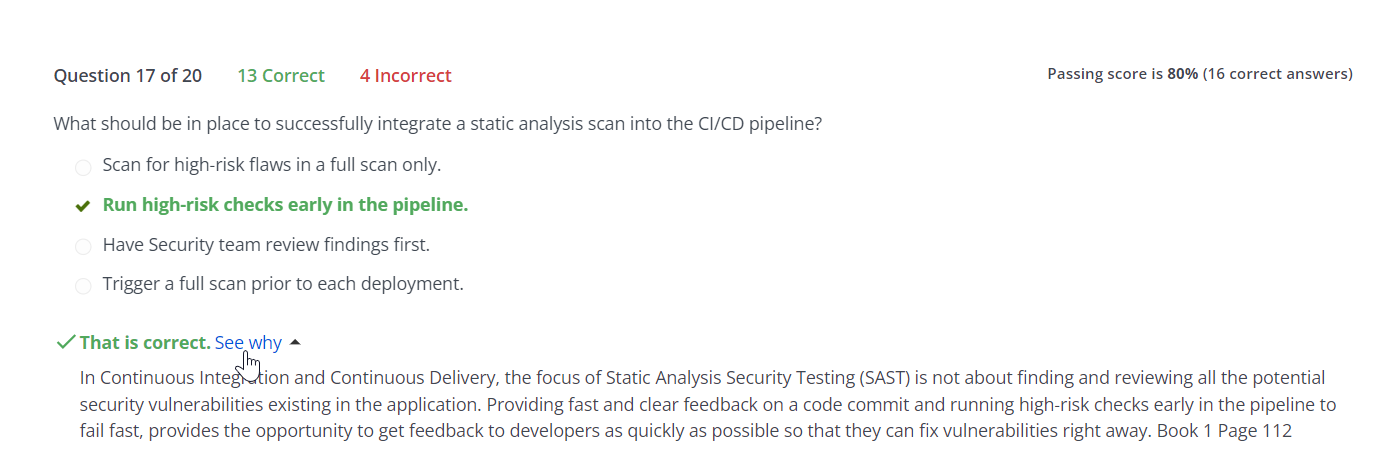 Question 17 of 20 13 Correct 4 Incorrect Passing score is 80% (16 correct answers)
What should be in place to successfully integrate a static analysis scan into the CI/CD pipeline?
Scan for high-risk flaws in a full scan only.
Run high-risk checks early in the pipeline.
Have Security team review findings first.
Trigger a full scan prior to each deployment.
That is correct. See why
In Continuous Integration and Continuous Delivery, the focus of Static Analysis Security Testing (SAST) is not about finding and reviewing all the potential
security vulnerabilities existing in the application. Providing fast and clear feedback on a code commit and running high-risk checks early in the pipeline to
fail fast, provides the opportunity to get feedback to developers as quickly as possible so that they can fix vulnerabilities right away. Book 1 Page 112